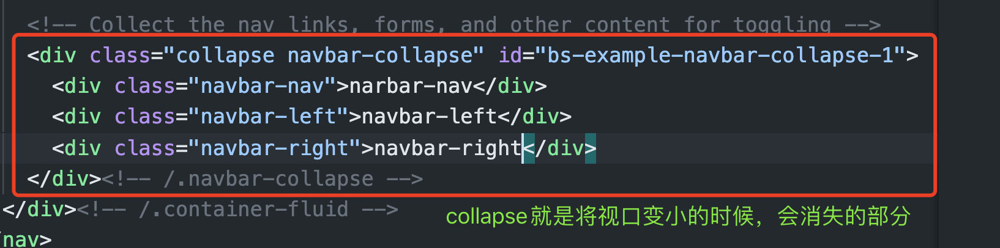 <!-- Collect the nav links, forms, and other content for toggling -->
<div class="collapse navbar-collapse" id="bs-example-navbar-collapse-1">
<div class="navbar-nav">narbar-nav</div>
<div class="navbar-left">navbar-left</div>
<div class="navbar-right">navbar-right</div>
</div><!-- /.navbar-collapse -->
</div><!-- /.container-fluid -->
collapse就是将视口变小的时候，会消失的部分
/nav>